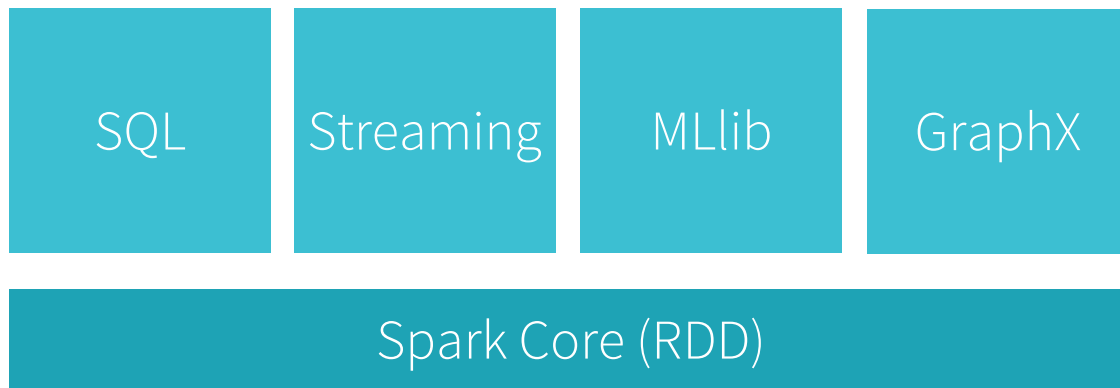 SQL
Streaming
MLlib
GraphX
Spark Core (RDD)